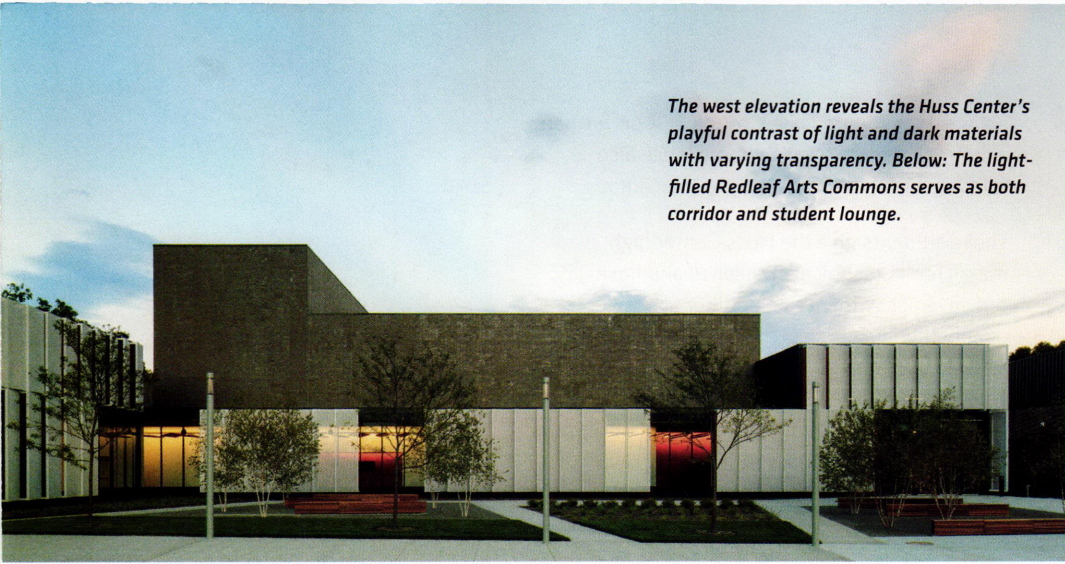 The west elevation reveals the Huss Center's
playful contrast of light and dark materials
with varying transparency. Below: The light-
filled Redleaf Arts Commons serves as both
corridor and student lounge.